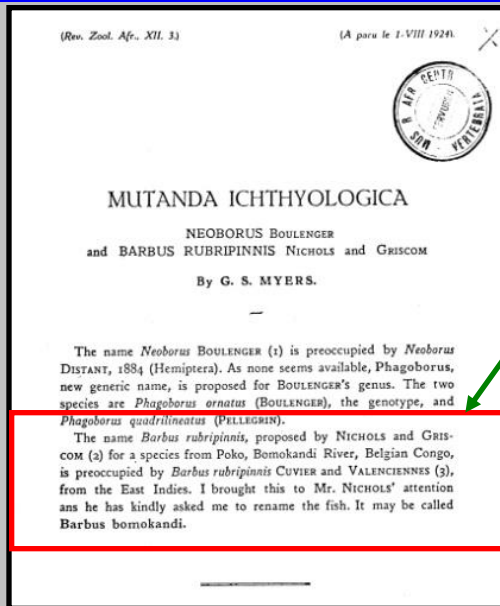 (Rev. Zool. Afr., XII. 3.) (A paru le 1-VIII 1924).
MUS R AFR CENTR
TERVUREN
VERTEBRATA
MUTANDA ICHTHYOLOGICA
NEOBORUS BOULENGER
and BARBUS RUBRIPINNIS NICHOLS and GRISCOM
By G. S. MYERS.
The name Neoborus BOULENGER (1) is preoccupied by Neoborus
DISTANT, 1884 (Hemiptera). As none seems available, Phagoborus,
new generic name, is proposed for BOULENGER's genus. The two
species are Phagoborus ornatus (BOULENGER), the genotype, and
Phagoborus quadrilineatus (PELLEGRIN).
The name Barbus rubripinnis, proposed by NICHOLS and GRIS-
COM (2) for a species from Poko, Bomokandi River, Belgian Congo,
is preoccupied by Barbus rubripinnis CUVIER and VALENCIENNES (3),
from the East Indies. I brought this to Mr. NICHOLS' attention
ans he has kindly asked me to rename the fish. It may be called
Barbus bomokandi.